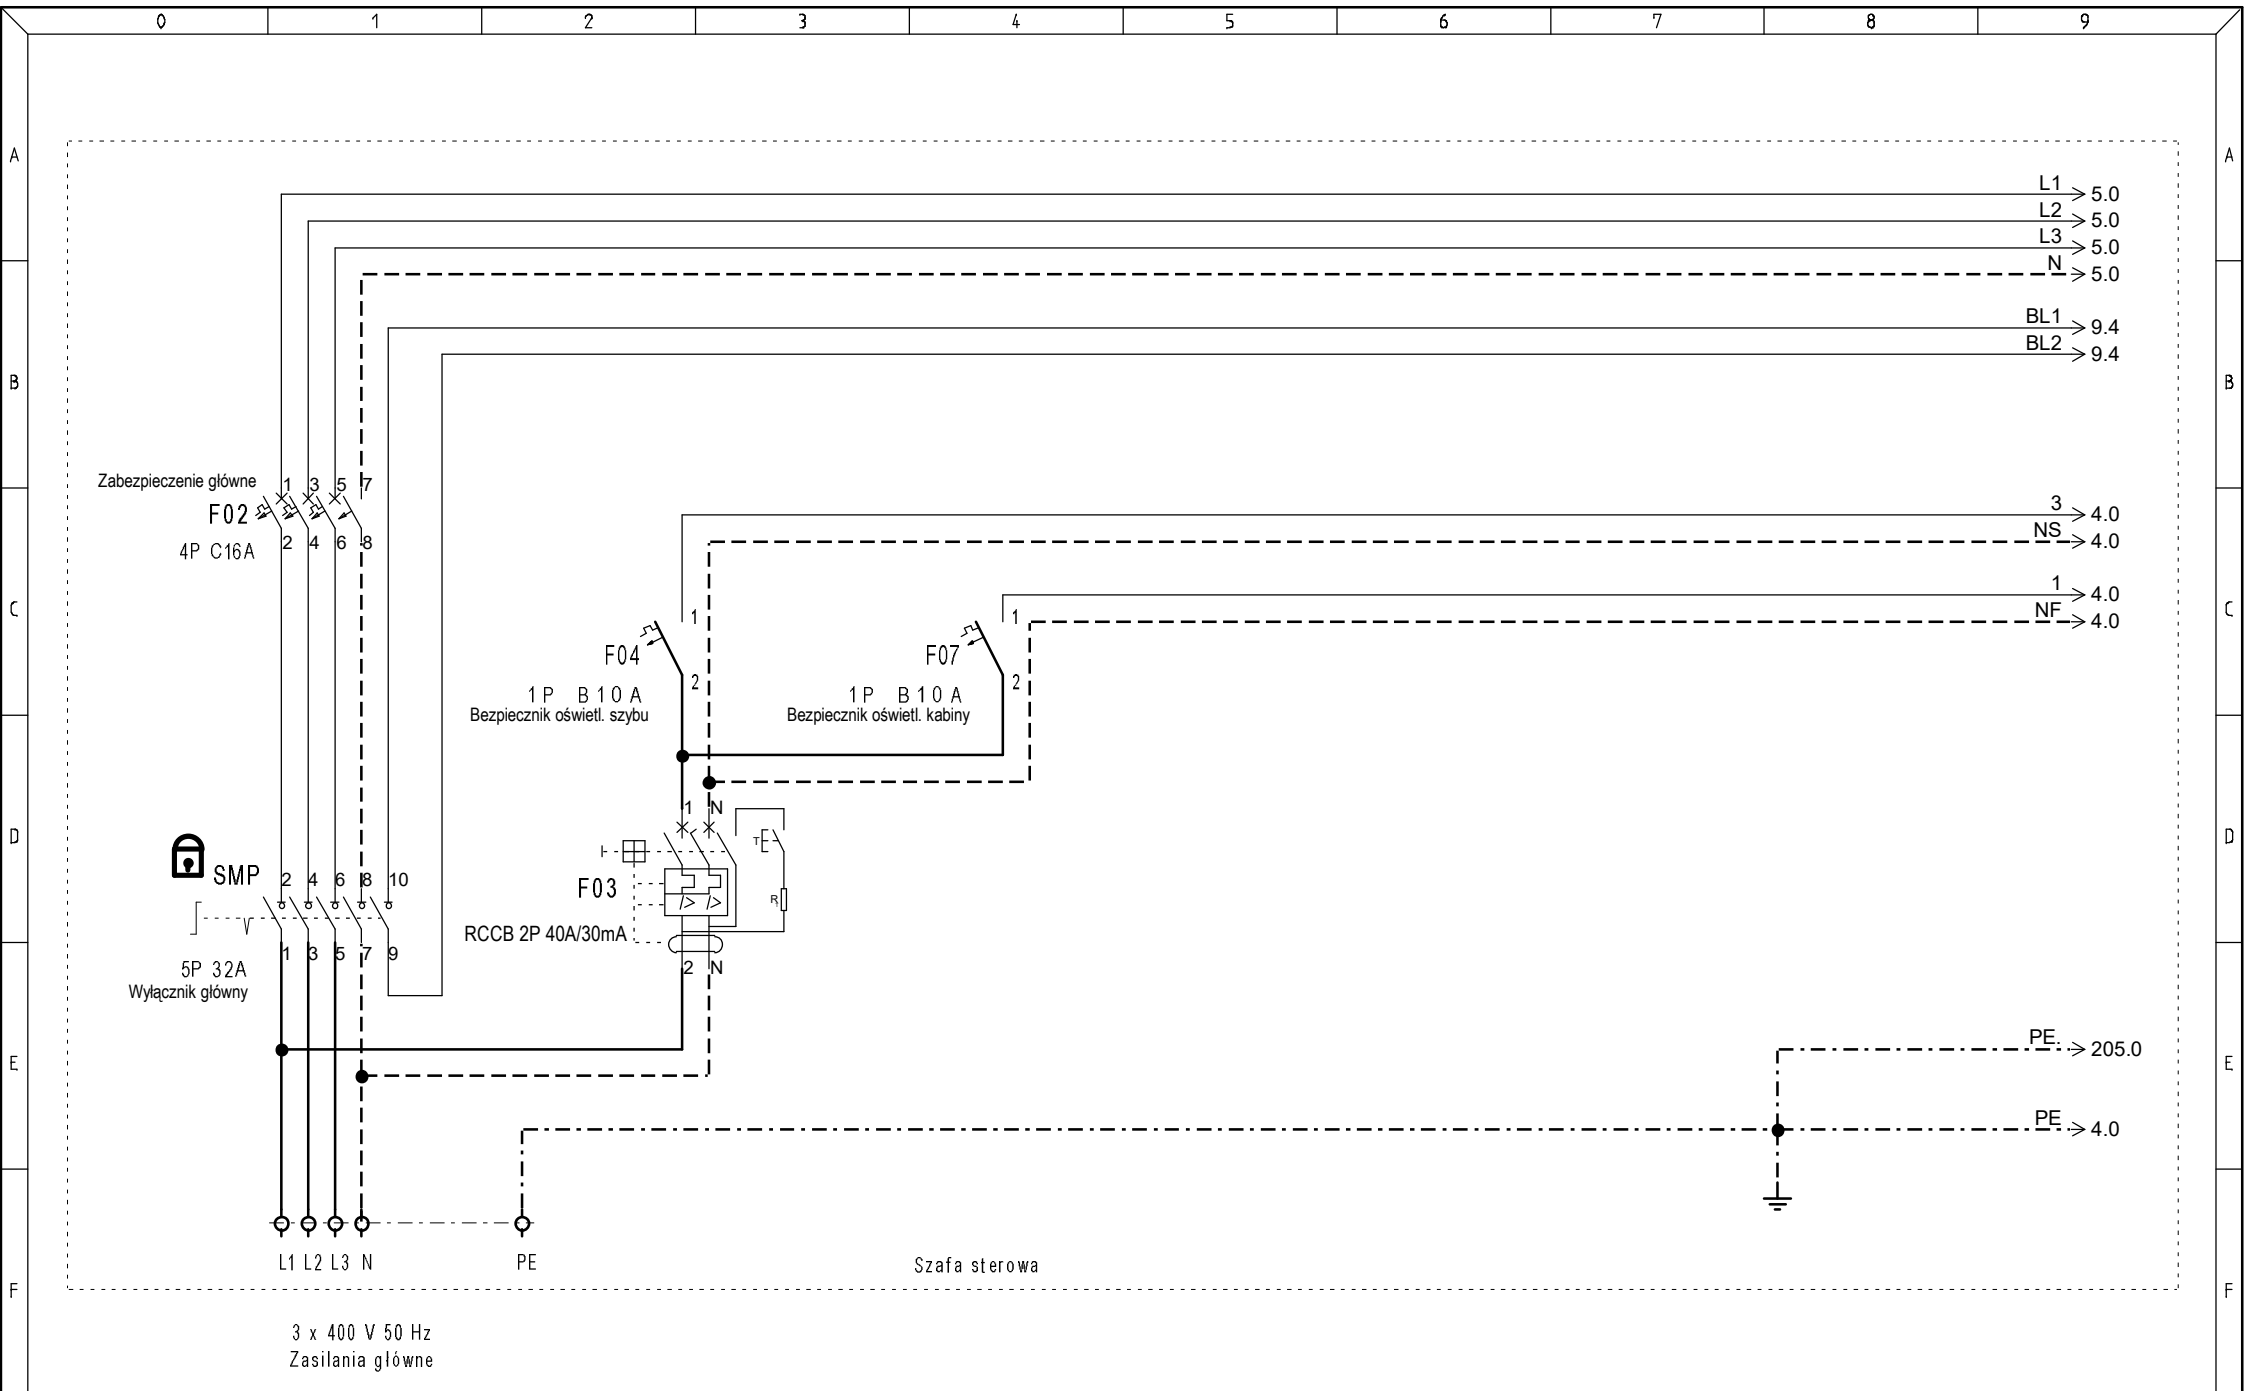 0 1 2 3 4 5 6 7 8 9
A A
L1 5.0
L2 5.0
L3 5.0
N 5.0
BL1 9.4
BL2 9.4
B B
Zabezpieczenie główne
1 3 5 7
F02
4P C16A
2 4 6 8
3 4.0
NS 4.0
1 4.0
NF 4.0
C C
1
F04
2
1P B10A
Bezpiecznik oświetl. szybu
1
F07
2
1P B10A
Bezpiecznik oświetl. kabiny
1 N
D D
T
SMP
2 4 6 8 10
F03
I> I>
R
RCCB 2P 40A/30mA
1 3 5 7 9
2 N
5P 32A
Wyłącznik główny
PE. 205.0
E E
PE 4.0
L1 L2 L3 N PE
Szafa sterowa
F F
3 x 400 V 50 Hz
Zasilania główne